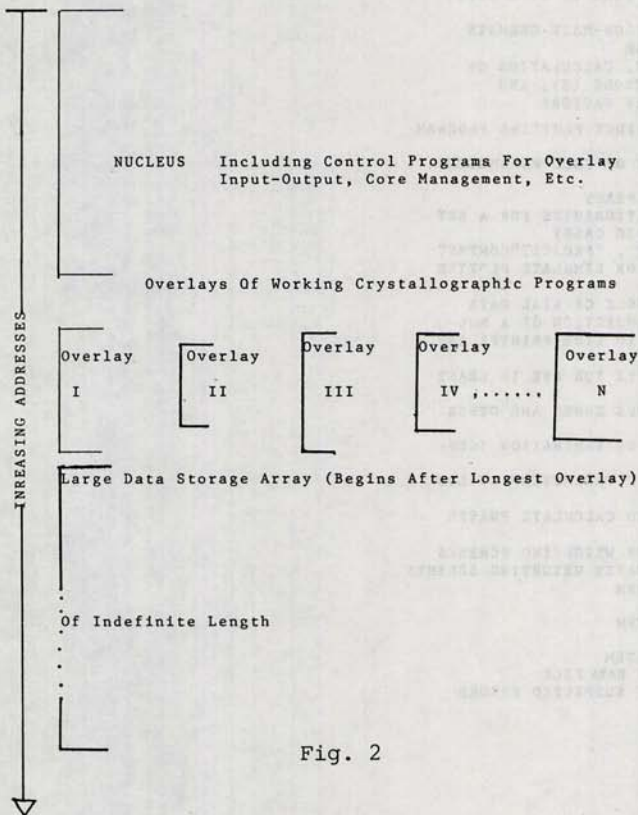 NUCLEUS Including Control Programs For Overlay
Input-Output, Core Management, Etc.
Overlays Of Working Crystallographic Programs
INREASING ADDRESSES
Overlay Overlay Overlay Overlay Overlay
I II III IV ,...... N
Large Data Storage Array (Begins After Longest Overlay)
Of Indefinite Length
Fig. 2